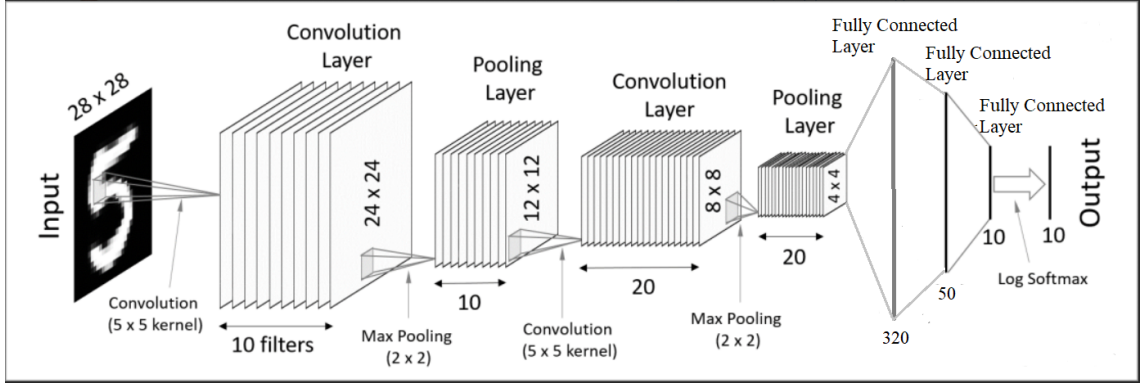 Input
28 x 28
Convolution
(5 x 5 kernel)
Convolution
Layer
24 x 24
10 filters
Max Pooling
(2 x 2)
Pooling
Layer
12 x 12
10
Convolution
(5 x 5 kernel)
Convolution
Layer
8 x 8
20
Max Pooling
(2 x 2)
Pooling
Layer
4 x 4
20
Fully Connected
Layer
320
Fully Connected
Layer
50
Fully Connected
Layer
10
Log Softmax
10
Output